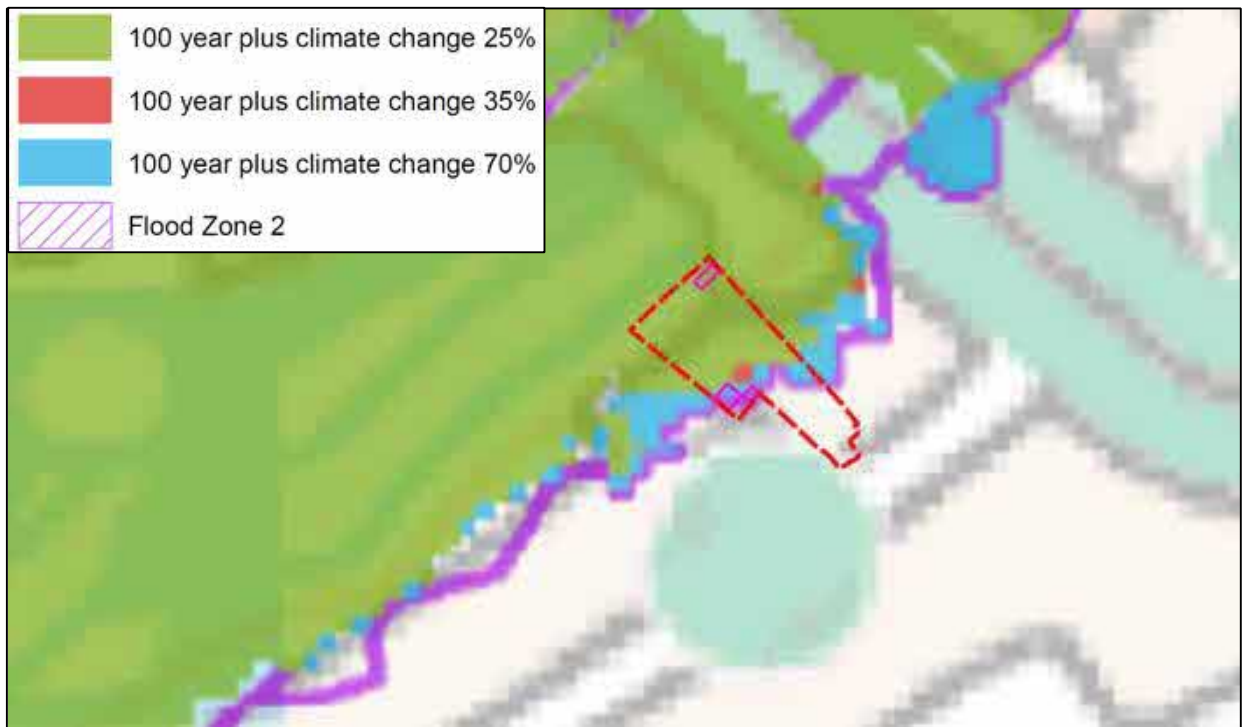 100 year plus climate change 25%
100 year plus climate change 35%
100 year plus climate change 70%
Flood Zone 2